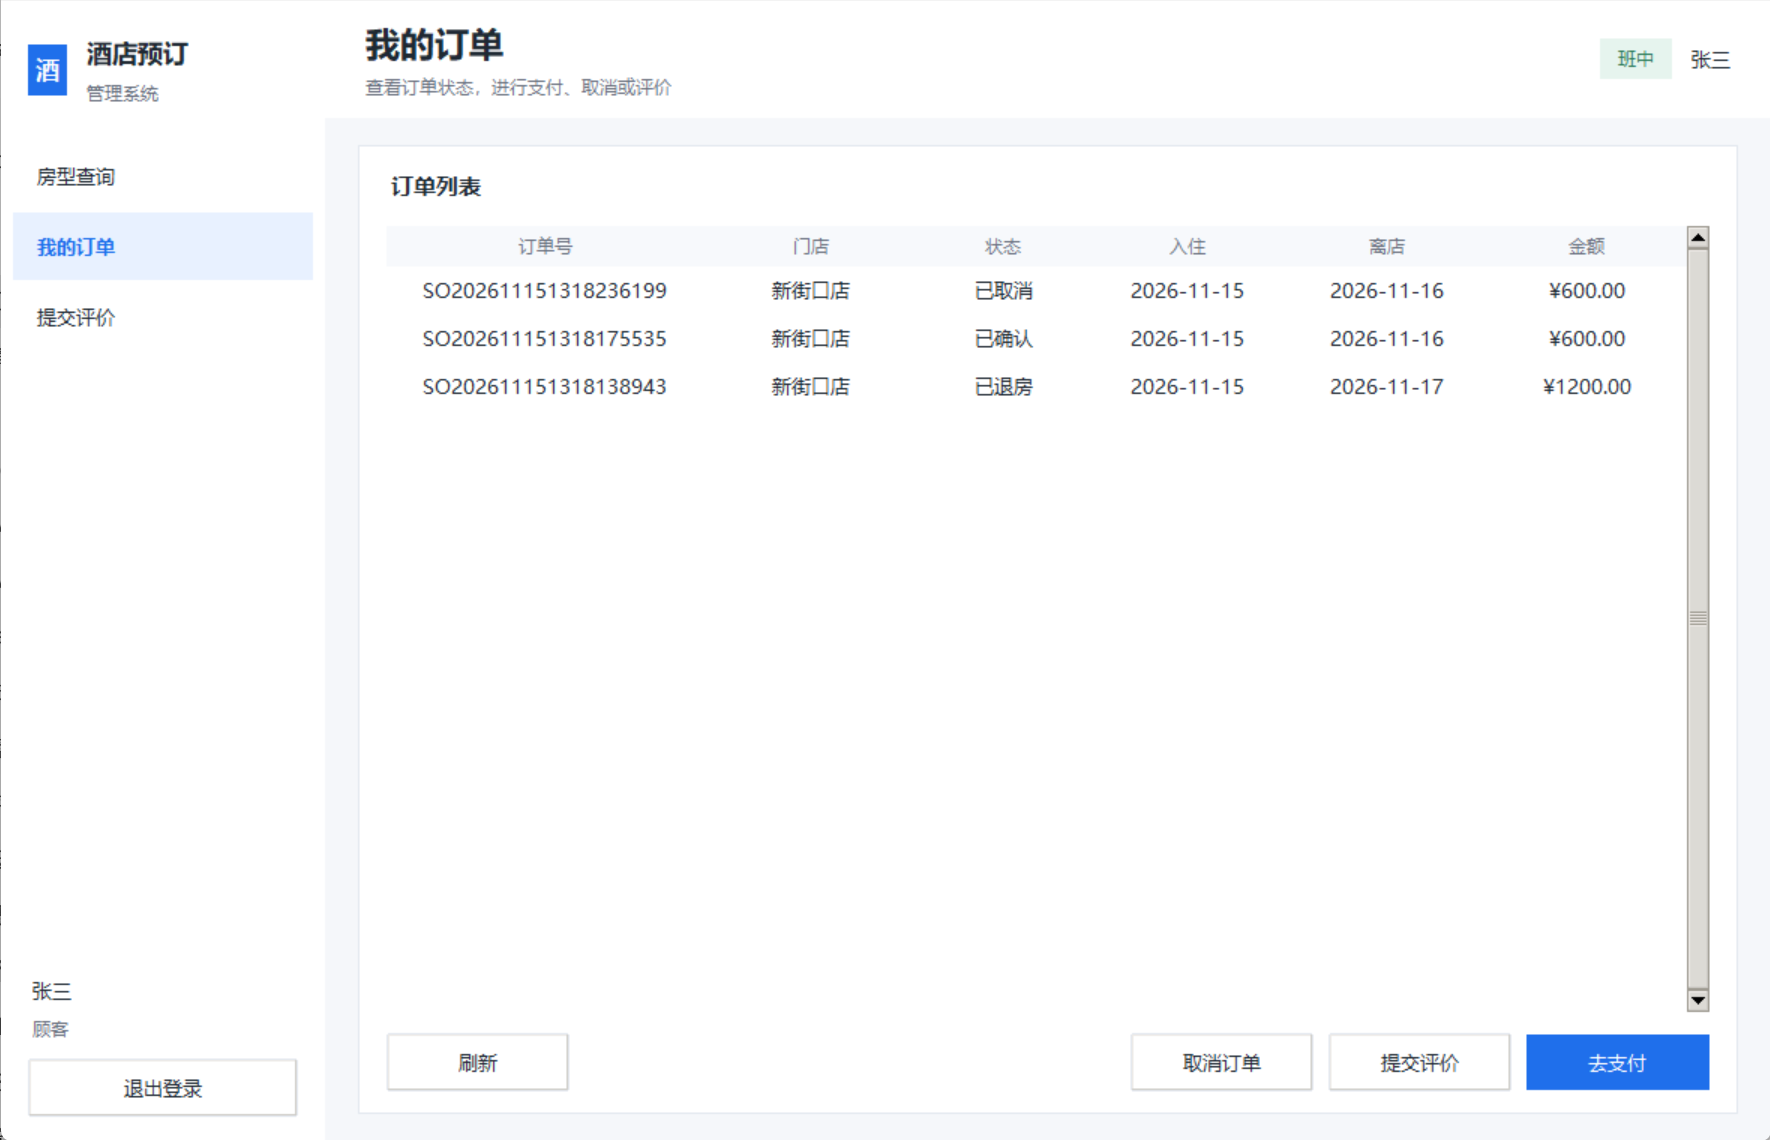 酒
酒店预订
管理系统
房型查询
我的订单
提交评价
张三
顾客
退出登录
我的订单
查看订单状态，进行支付、取消或评价
班中
张三
订单列表
订单号 门店 状态 入住 离店 金额
SO202611151318236199 新街口店 已取消 2026-11-15 2026-11-16 ¥600.00
SO202611151318175535 新街口店 已确认 2026-11-15 2026-11-16 ¥600.00
SO202611151318138943 新街口店 已退房 2026-11-15 2026-11-17 ¥1200.00
刷新 取消订单 提交评价 去支付